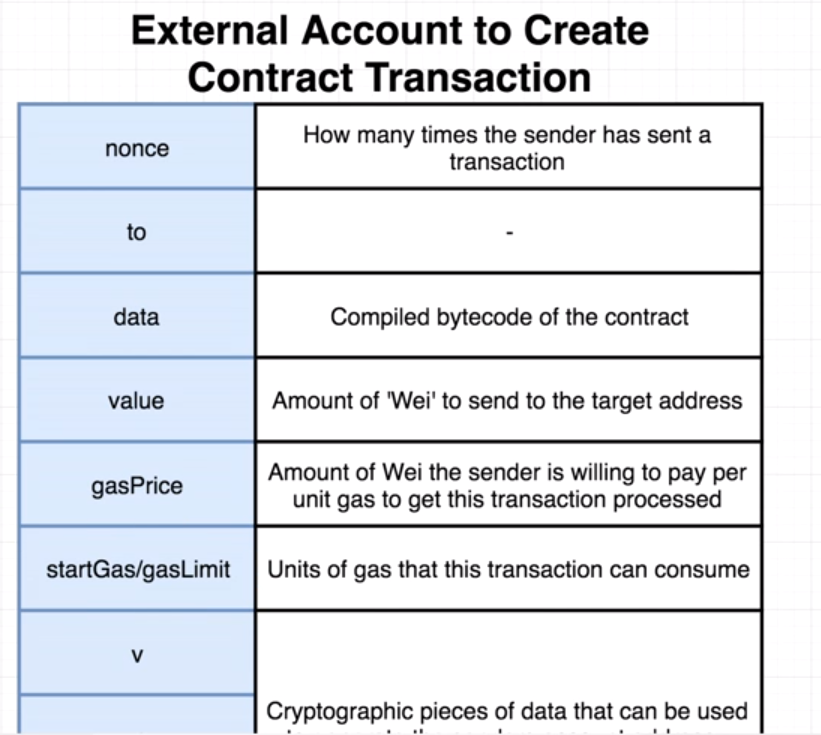 External Account to Create
Contract Transaction
nonce
How many times the sender has sent a
transaction
to
-
data
Compiled bytecode of the contract
value
Amount of 'Wei' to send to the target address
gasPrice
Amount of Wei the sender is willing to pay per
unit gas to get this transaction processed
startGas/gasLimit
Units of gas that this transaction can consume
v
Cryptographic pieces of data that can be used